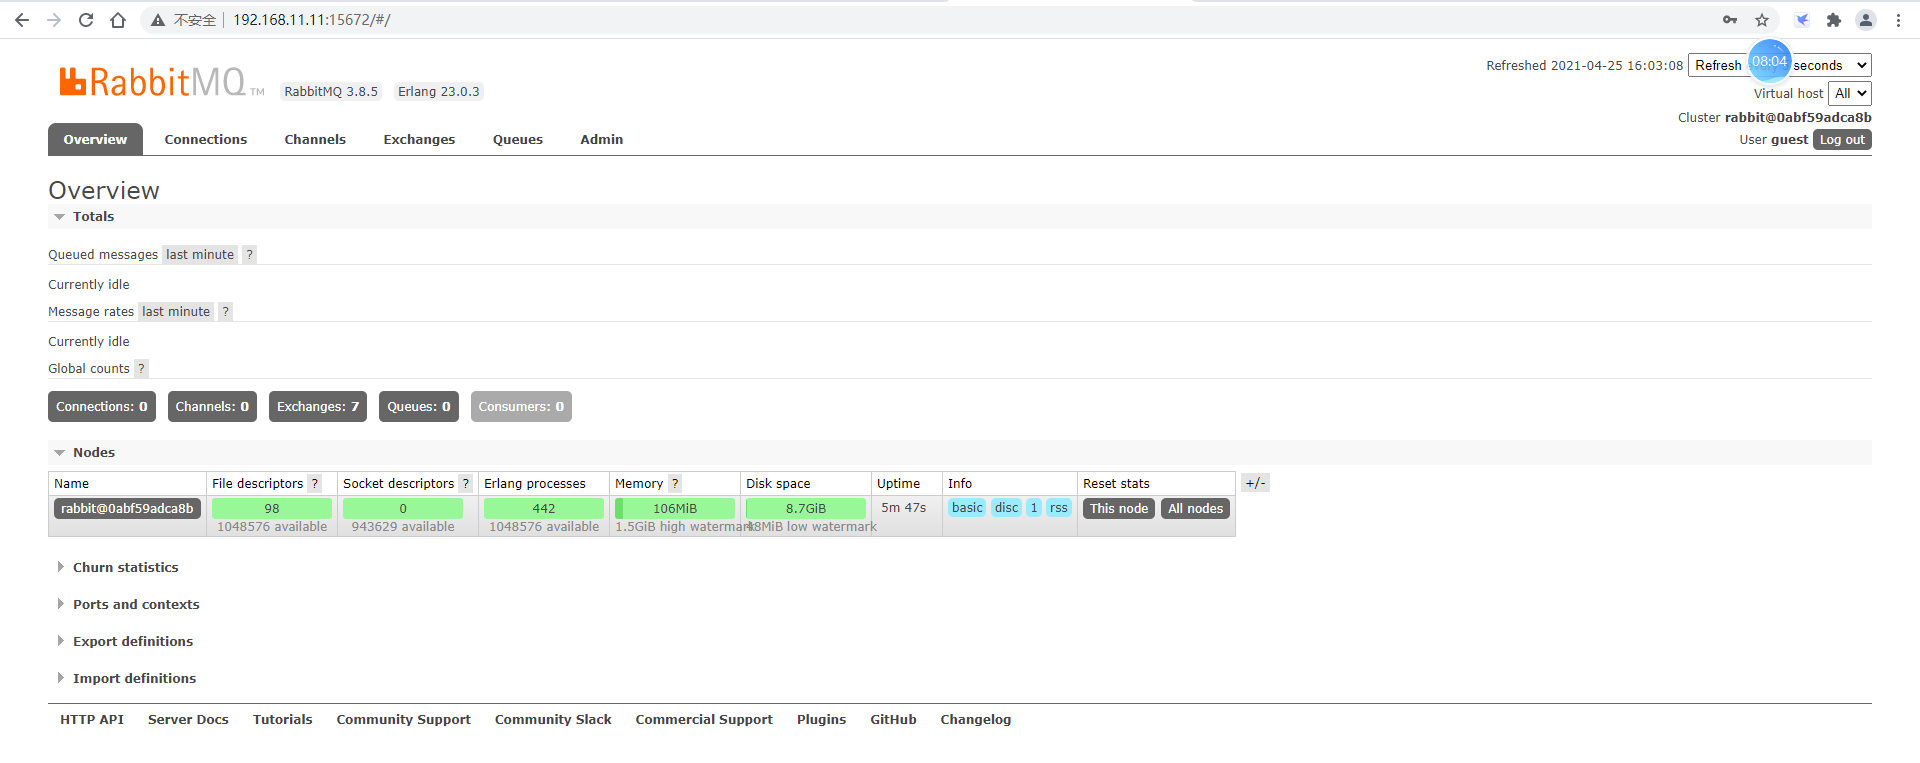 不安全 192.168.11.11:15672/#/
RabbitMQ TM RabbitMQ 3.8.5 Erlang 23.0.3
Refreshed 2021-04-25 16:03:08 Refresh seconds
08:04
Virtual host All
Cluster rabbit@0abf59adca8b
User guest Log out
Overview Connections Channels Exchanges Queues Admin
Overview
Totals
Queued messages last minute ?
Currently idle
Message rates last minute ?
Currently idle
Global counts ?
Connections: 0 Channels: 0 Exchanges: 7 Queues: 0 Consumers: 0
Nodes
Name File descriptors ? Socket descriptors ? Erlang processes Memory ? Disk space Uptime Info Reset stats +/-
rabbit@0abf59adca8b 98 0 442 106MiB 8.7GiB 5m 47s basic disc 1 rss This node All nodes
1048576 available 943629 available 1048576 available 1.5GiB high watermark 48MiB low watermark
Churn statistics
Ports and contexts
Export definitions
Import definitions
HTTP API Server Docs Tutorials Community Support Community Slack Commercial Support Plugins GitHub Changelog